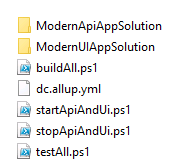 ModernApiAppSolution
ModernUIAppSolution
buildAll.ps1
dc.allup.yml
startApiAndUi.ps1
stopApiAndUi.ps1
testAll.ps1